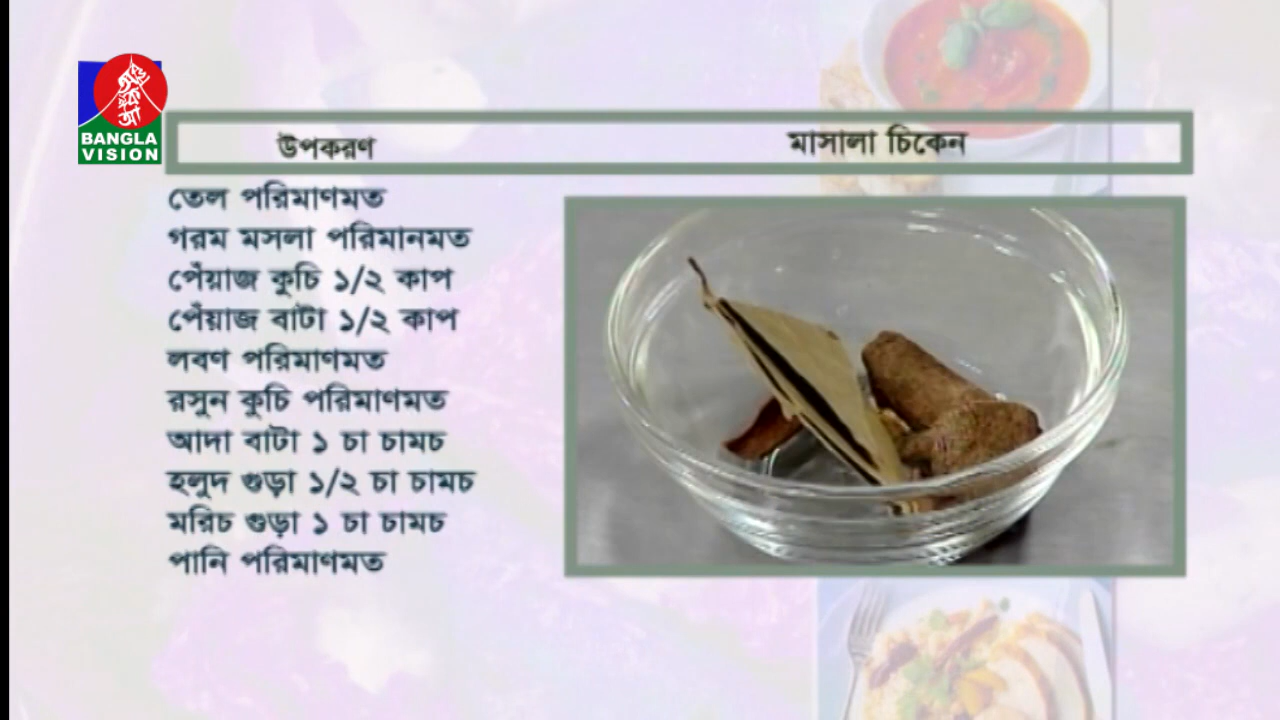 BANGLA
VISION
উপকরণ
মাসালা চিকেন
তেল পরিমাণমত
গরম মসলা পরিমানমত
পেঁয়াজ কুচি ১/২ কাপ
পেঁয়াজ বাটা ১/২ কাপ
লবণ পরিমাণমত
রসুন কুচি পরিমাণমত
আদা বাটা ১ চা চামচ
হলুদ গুড়া ১/২ চা চামচ
মরিচ গুড়া ১ চা চামচ
পানি পরিমাণমত